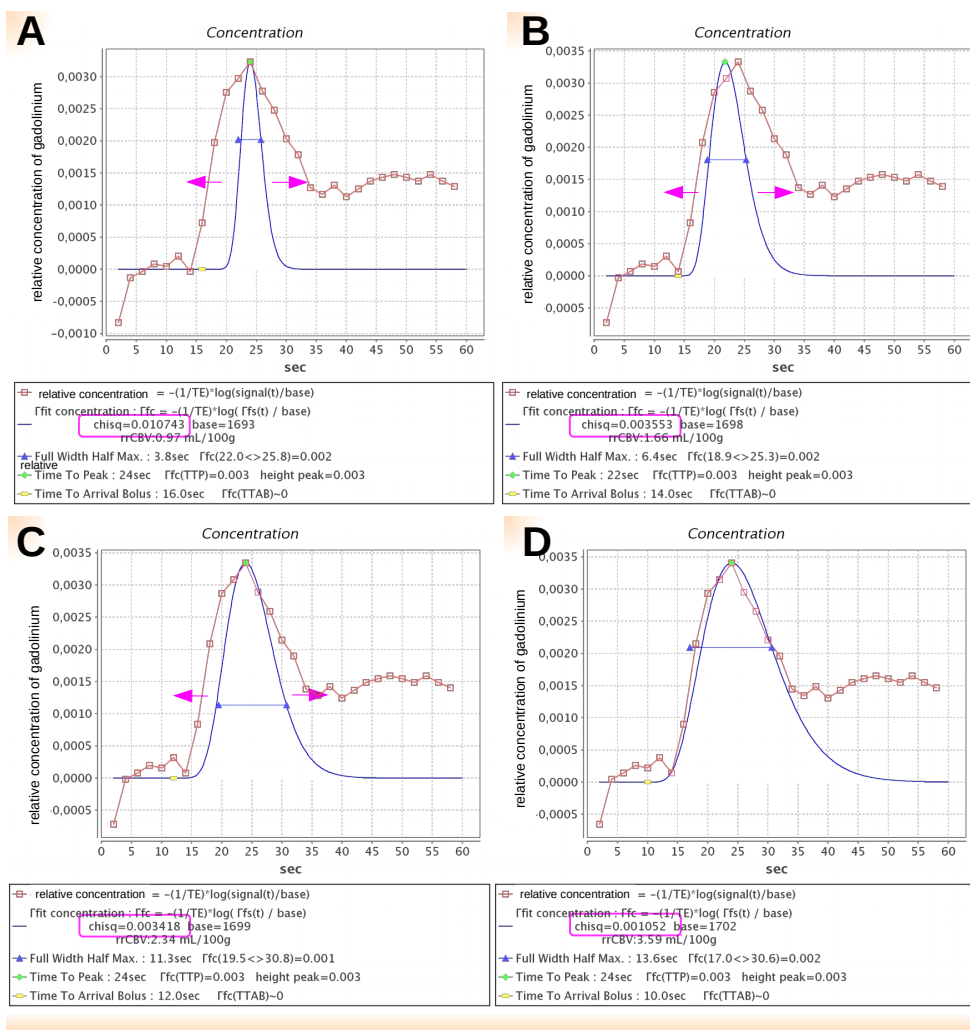 A
Concentration
relative concentration of gadolinium
0,0030
0,0025
0,0020
0,0015
0,0010
0,0005
0,0000
-0,0005
-0,0010
0 5 10 15 20 25 30 35 40 45 50 55 60
sec
relative concentration = –(1/TE)*log(signal(t)/base)
Γfit concentration : Γfc = –(1/TE)*log( Γfs(t) / base)
chisq=0.010743 base=1693
rrCBV:0.97 mL/100g
Full Width Half Max. : 3.8sec Γfc(22.0<>25.8)=0.002
relative
Time To Peak : 24sec Γfc(TTP)=0.003 height peak=0.003
Time To Arrival Bolus : 16.0sec Γfc(TTAB)~0
B
Concentration
relative concentration of gadolinium
0,0035
0,0030
0,0025
0,0020
0,0015
0,0010
0,0005
0,0000
0,0005
0 5 10 15 20 25 30 35 40 45 50 55 60
sec
relative concentration = –(1/TE)*log(signal(t)/base)
Γfit concentration : Γfc = –(1/TE)*log( Γfs(t) / base)
chisq=0.003553 base=1698
rrCBV:1.66 mL/100g
Full Width Half Max. : 6.4sec Γfc(18.9<>25.3)=0.002
Time To Peak : 22sec Γfc(TTP)=0.003 height peak=0.003
Time To Arrival Bolus : 14.0sec Γfc(TTAB)~0
C
Concentration
relative concentration of gadolinium
0,0035
0,0030
0,0025
0,0020
0,0015
0,0010
0,0005
0,0000
0,0005
0 5 10 15 20 25 30 35 40 45 50 55 60
sec
relative concentration = –(1/TE)*log(signal(t)/base)
Γfit concentration : Γfc = –(1/TE)*log( Γfs(t) / base)
chisq=0.003418 base=1699
rrCBV:2.34 mL/100g
Full Width Half Max. : 11.3sec Γfc(19.5<>30.8)=0.001
Time To Peak : 24sec Γfc(TTP)=0.003 height peak=0.003
Time To Arrival Bolus : 12.0sec Γfc(TTAB)~0
D
Concentration
relative concentration of gadolinium
0,0035
0,0030
0,0025
0,0020
0,0015
0,0010
0,0005
0,0000
-0,0005
0 5 10 15 20 25 30 35 40 45 50 55 60
sec
relative concentration = –(1/TE)*log(signal(t)/base)
Γfit concentration : Γfc = –(1/TE)*log( Γfs(t) / base)
chisq=0.001052 base=1702
rrCBV:3.59 mL/100g
Full Width Half Max. : 13.6sec Γfc(17.0<>30.6)=0.002
Time To Peak : 24sec Γfc(TTP)=0.003 height peak=0.003
Time To Arrival Bolus : 10.0sec Γfc(TTAB)~0